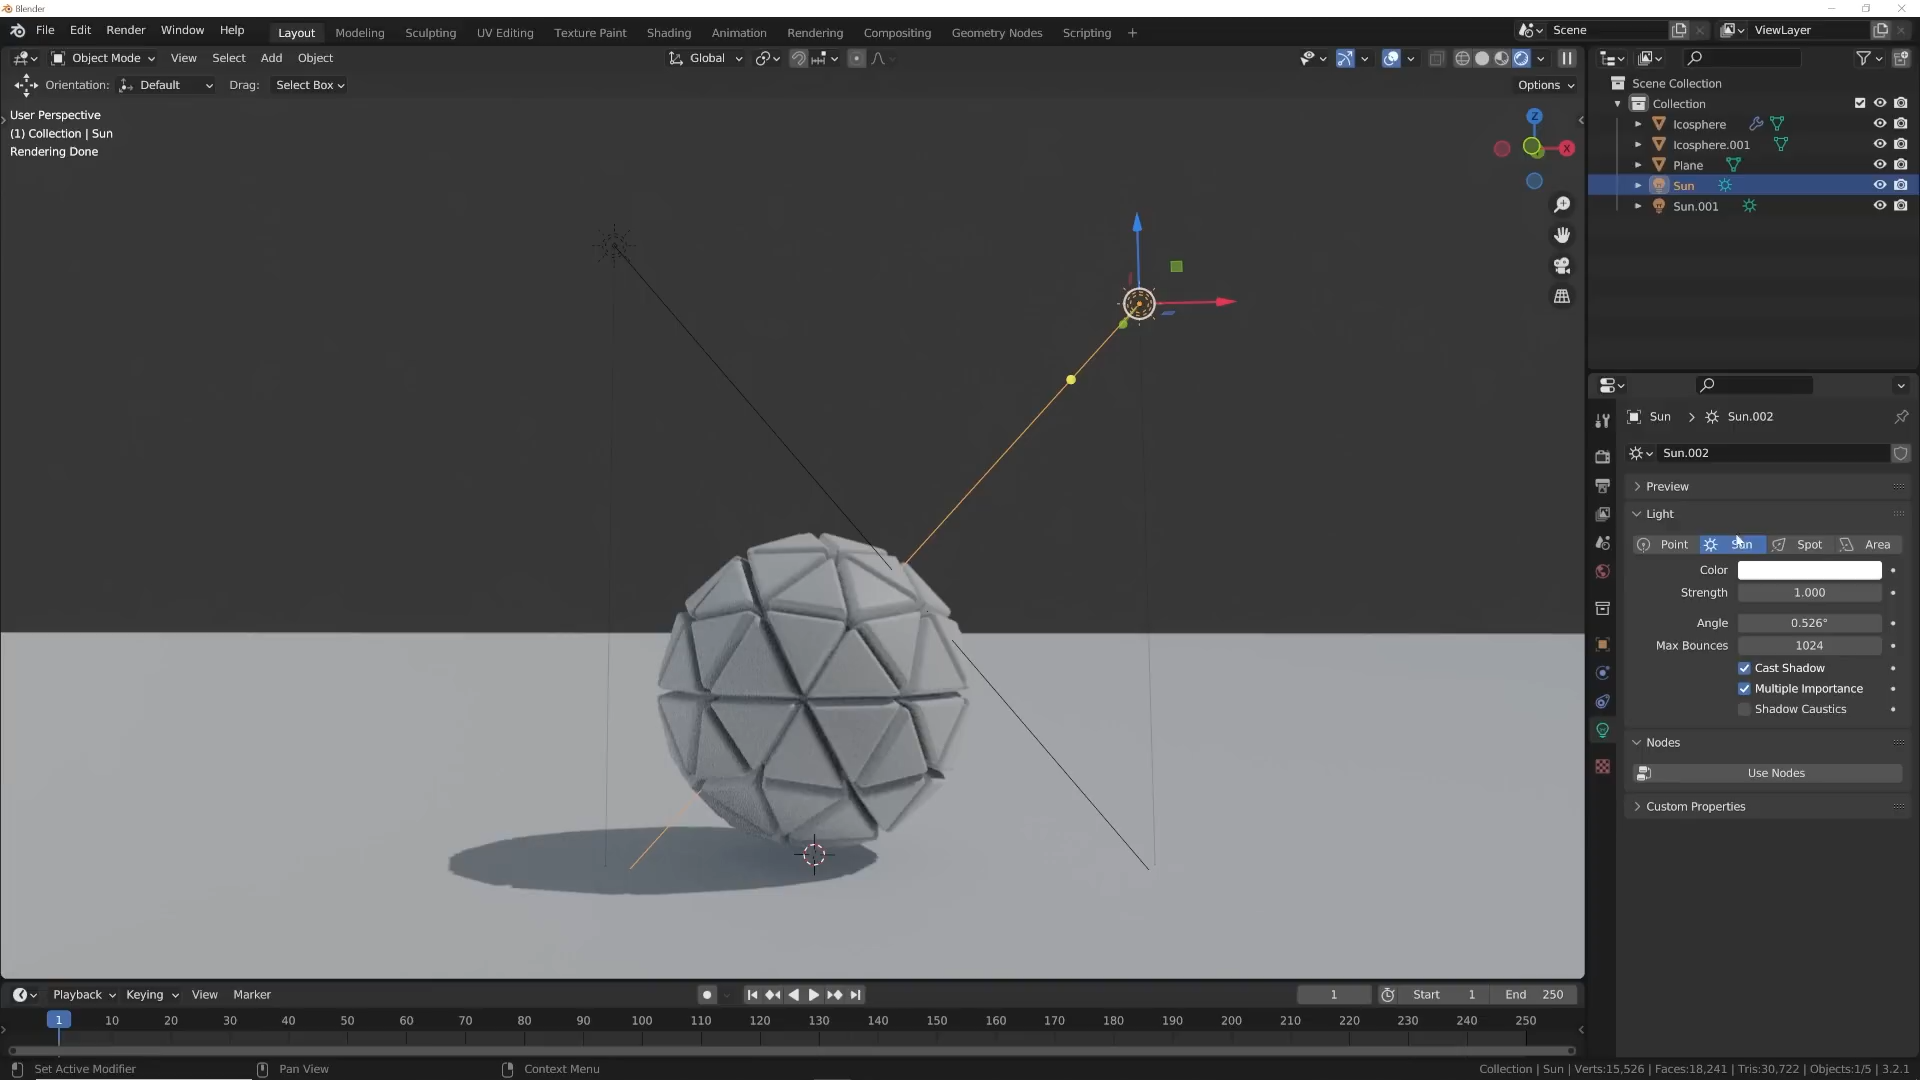 Blender
File Edit Render Window Help Layout Modeling Sculpting UV Editing Texture Paint Shading Animation Rendering Compositing Geometry Nodes Scripting + Scene ViewLayer
Object Mode View Select Add Object Global
Orientation: Default Drag: Select Box Options
User Perspective
(1) Collection | Sun
Rendering Done
Z
X
Scene Collection
Collection
Icosphere
Icosphere.001
Plane
Sun
Sun.001
Sun > Sun.002
Sun.002
Preview
Light
Point Sun Spot Area
Color
Strength 1.000
Angle 0.526°
Max Bounces 1024
Cast Shadow
Multiple Importance
Shadow Caustics
Nodes
Use Nodes
Custom Properties
Playback Keying View Marker 1 Start 1 End 250
1 10 20 30 40 50 60 70 80 90 100 110 120 130 140 150 160 170 180 190 200 210 220 230 240 250
Set Active Modifier Pan View Context Menu Collection | Sun | Verts:15,526 | Faces:18,241 | Tris:30,722 | Objects:1/5 | 3.2.1